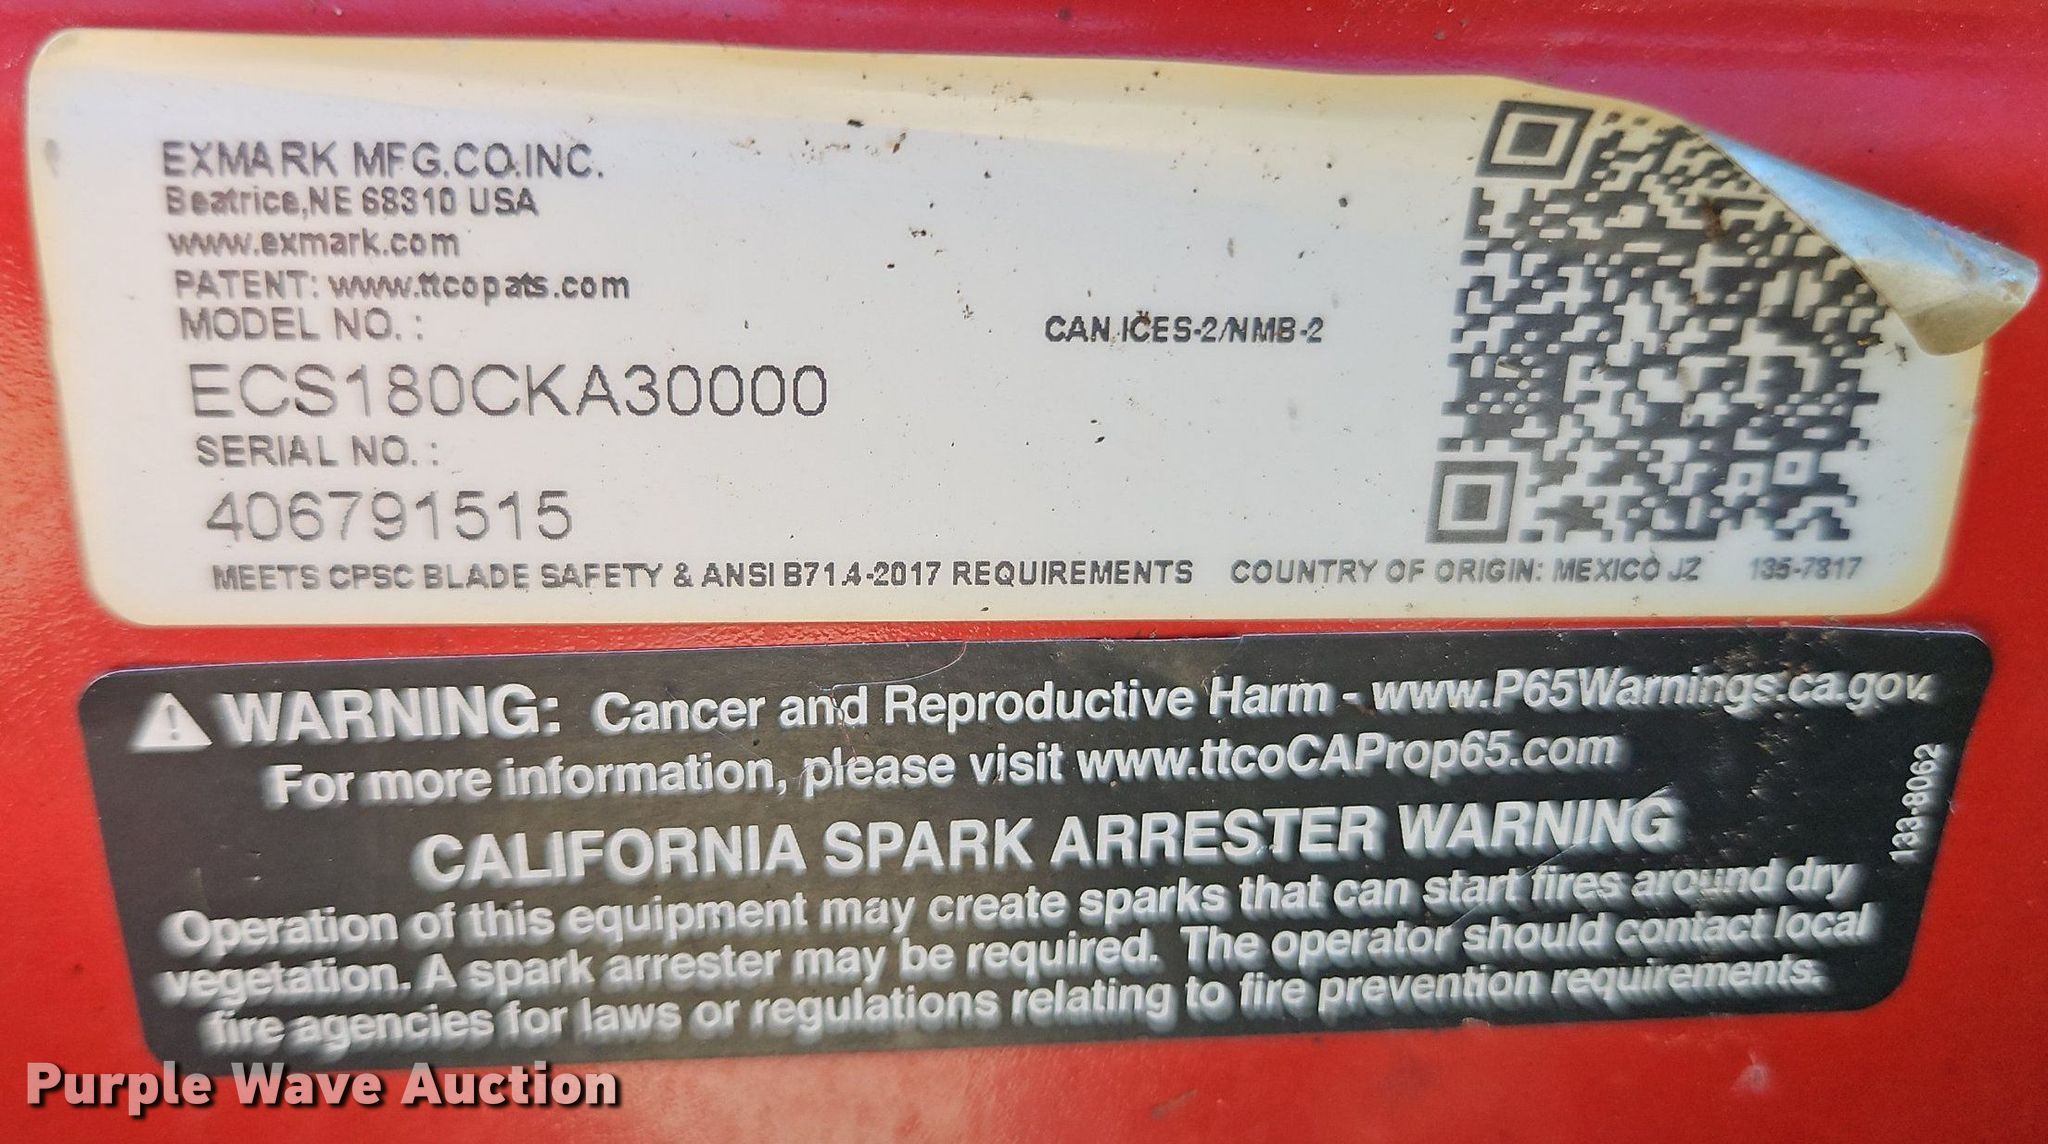 EXMARK MFG.CO.INC.
Beatrice,NE 68310 USA
www.exmark.com
PATENT: www.ttcopats.com
MODEL NO. :
CAN ICES-2/NMB-2
ECS180CKA30000
SERIAL NO. :
406791515
MEETS CPSC BLADE SAFETY & ANSI B71.4-2017 REQUIREMENTS COUNTRY OF ORIGIN: MEXICO JZ 135-7817
WARNING: Cancer and Reproductive Harm - www.P65Warnings.ca.gov.
For more information, please visit www.ttcoCAProp65.com
CALIFORNIA SPARK ARRESTER WARNING
Operation of this equipment may create sparks that can start fires around dry
vegetation. A spark arrester may be required. The operator should contact local
fire agencies for laws or regulations relating to fire prevention requirements.
133-8062
Purple Wave Auction